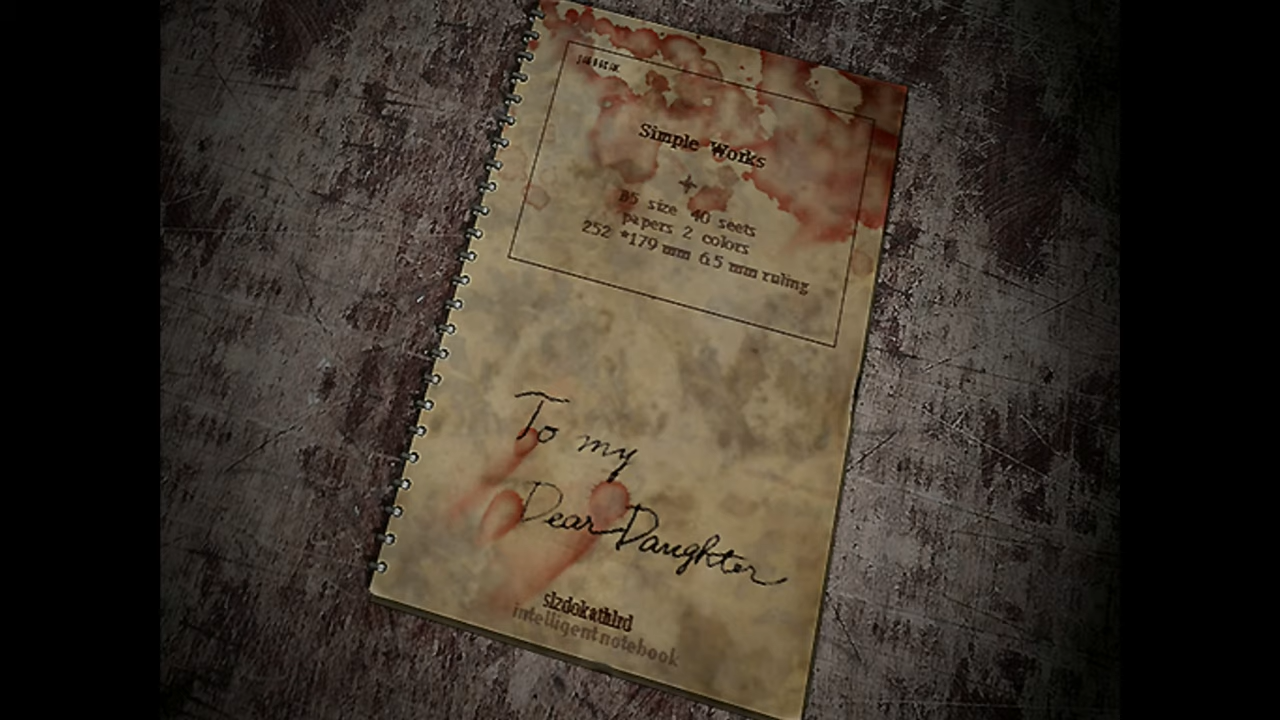 Simple Works
B5 size 40 seets
papers 2 colors
252 *179 mm 6.5 mm ruling
To my
Dear Daughter
slzdokathird
intelligent notebook